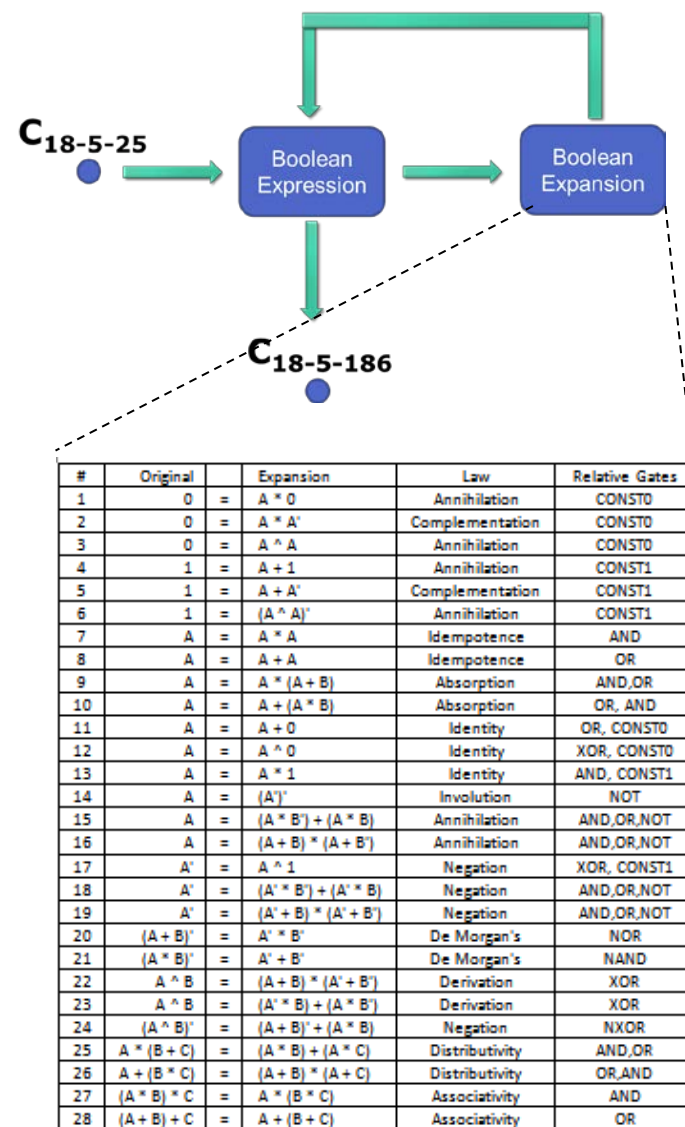 C18-5-25
Boolean
Expression
Boolean
Expansion
C18-5-186
# Original Expansion Law Relative Gates
1 0 = A * 0 Annihilation CONST0
2 0 = A * A' Complementation CONST0
3 0 = A ^ A Annihilation CONST0
4 1 = A + 1 Annihilation CONST1
5 1 = A + A' Complementation CONST1
6 1 = (A ^ A)' Annihilation CONST1
7 A = A * A Idempotence AND
8 A = A + A Idempotence OR
9 A = A * (A + B) Absorption AND,OR
10 A = A + (A * B) Absorption OR, AND
11 A = A + 0 Identity OR, CONST0
12 A = A ^ 0 Identity XOR, CONST0
13 A = A * 1 Identity AND, CONST1
14 A = (A')' Involution NOT
15 A = (A * B') + (A * B) Annihilation AND,OR,NOT
16 A = (A + B) * (A + B') Annihilation AND,OR,NOT
17 A' = A ^ 1 Negation XOR, CONST1
18 A' = (A' * B') + (A' * B) Negation AND,OR,NOT
19 A' = (A' + B) * (A' + B') Negation AND,OR,NOT
20 (A + B)' = A' * B' De Morgan's NOR
21 (A * B)' = A' + B' De Morgan's NAND
22 A ^ B = (A + B) * (A' + B') Derivation XOR
23 A ^ B = (A' * B) + (A * B') Derivation XOR
24 (A ^ B)' = (A + B)' + (A * B) Negation NXOR
25 A * (B + C) = (A * B) + (A * C) Distributivity AND,OR
26 A + (B * C) = (A + B) * (A + C) Distributivity OR,AND
27 (A * B) * C = A * (B * C) Associativity AND
28 (A + B) + C = A + (B + C) Associativity OR